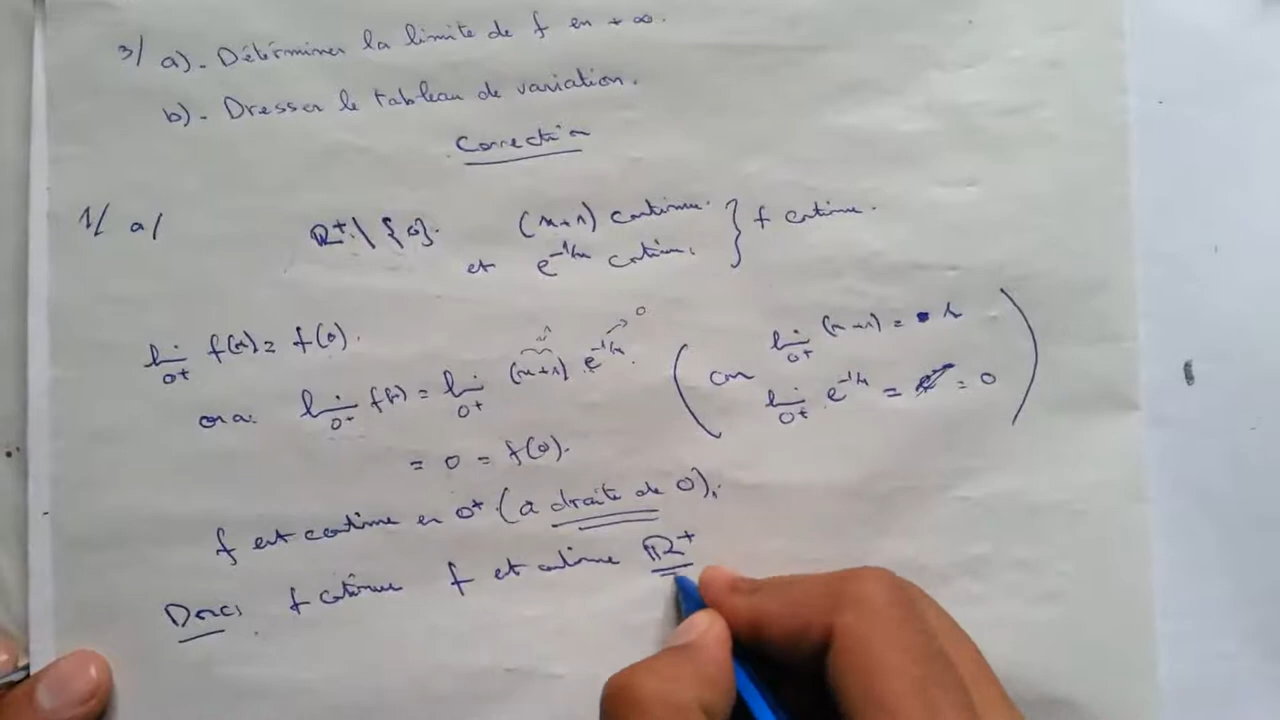 3/ a)- Détérminer la limite de f en +∞.
b)- Dresser le tableau de variation.
Correction
1/ a/ R⁺\{0}. (x+1) continue. } f continue.
et e^(-1/x) continue.
lim f(x) = f(0).
0⁺
on a: lim f(x) = lim (x+1) e^(-1/x). → 0 ( car lim (x+1) = 1
0⁺ 0⁺ 0⁺
lim e^(-1/x) = = 0 )
0⁺
= 0 = f(0).
f est continue en 0⁺ (à droite de 0).
Donc, f continue f est continue R⁺